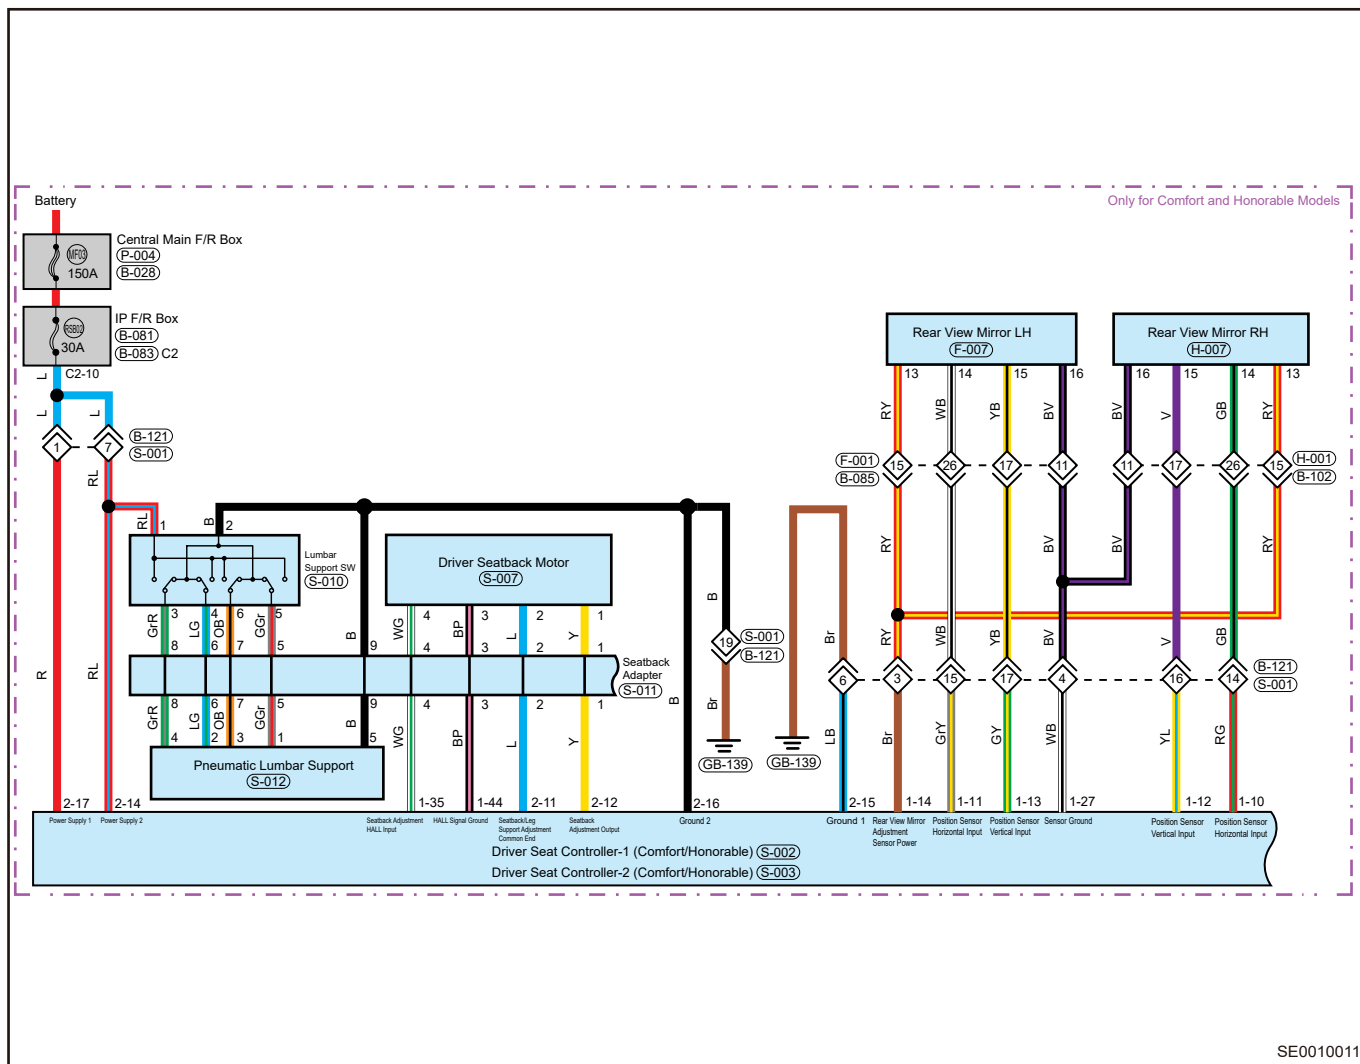 Battery
Only for Comfort and Honorable Models
Central Main F/R Box
P-004
B-028
MF03
150A
IP F/R Box
B-081
B-083 C2
RSB02
30A
L C2-10
L L
1 7
B-121
S-001
RL
RL 1 B 2
Lumbar
Support SW
S-010
Driver Seatback Motor
S-007
Rear View Mirror LH
F-007
Rear View Mirror RH
H-007
13 14 15 16 16 15 14 13
RY WB YB BV BV V GB RY
F-001
B-085
15 26 17 11 11 17 26 15
H-001
B-102
RY BV BV RY
3 4 6 5 4 3 2 1
GrR LG OB GGr B WG BP L Y
8 6 7 5 9 4 3 2 1
Seatback
Adapter
S-011
8 6 7 5 9 4 3 2 1
GrR LG OB GGr B WG BP L Y
4 2 3 1 5
Pneumatic Lumbar Support
S-012
B
19
S-001
B-121
Br
GB-139
Br
GB-139
RY WB YB BV V GB
6 3 15 17 4 16 14
B-121
S-001
R RL B LB Br GrY GY WB YL RG
2-17 2-14 1-35 1-44 2-11 2-12 2-16 2-15 1-14 1-11 1-13 1-27 1-12 1-10
Power Supply 1
Power Supply 2
Seatback Adjustment
HALL Input
HALL Signal Ground
Seatback/Leg
Support Adjustment
Common End
Seatback
Adjustment Output
Ground 2
Ground 1
Rear View Mirror
Adjustment
Sensor Power
Position Sensor
Horizontal Input
Position Sensor
Vertical Input
Sensor Ground
Position Sensor
Vertical Input
Position Sensor
Horizontal Input
Driver Seat Controller-1 (Comfort/Honorable) S-002
Driver Seat Controller-2 (Comfort/Honorable) S-003
SE0010011